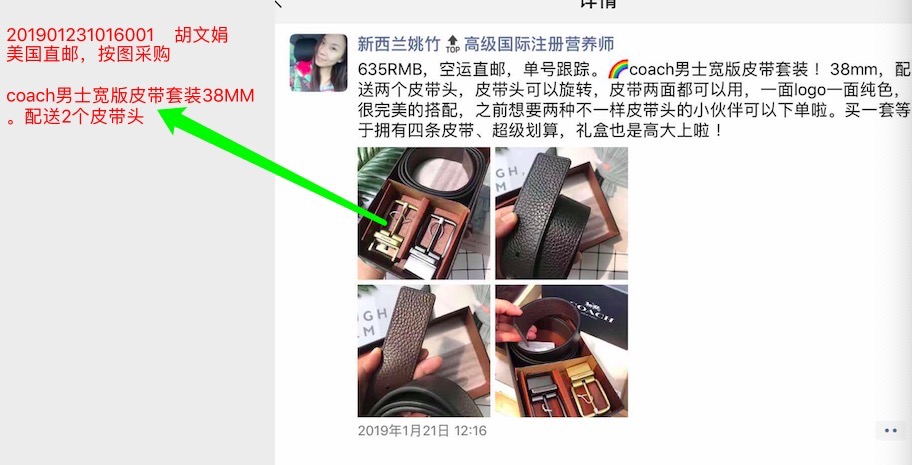 详情
201901231016001 胡文娟
美国直邮，按图采购
coach男士宽版皮带套装38MM
。配送2个皮带头
新西兰姚竹🔝高级国际注册营养师
635RMB，空运直邮，单号跟踪。🌈coach男士宽版皮带套装！38mm，配
送两个皮带头，皮带头可以旋转，皮带两面都可以用，一面logo一面纯色，
很完美的搭配，之前想要两种不一样皮带头的小伙伴可以下单啦。买一套等
于拥有四条皮带、超级划算，礼盒也是高大上啦！
COACH
2019年1月21日 12:16